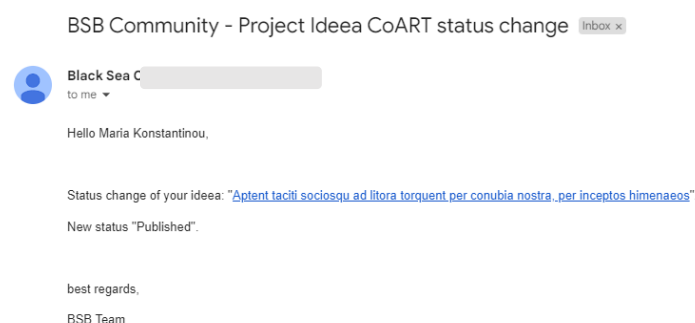 BSB Community - Project Ideea CoART status change Inbox ×
Black Sea
to me
Hello Maria Konstantinou,
Status change of your ideea: "Aptent taciti sociosqu ad litora torquent per conubia nostra, per inceptos himenaeos"
New status "Published".
best regards,
BSB Team